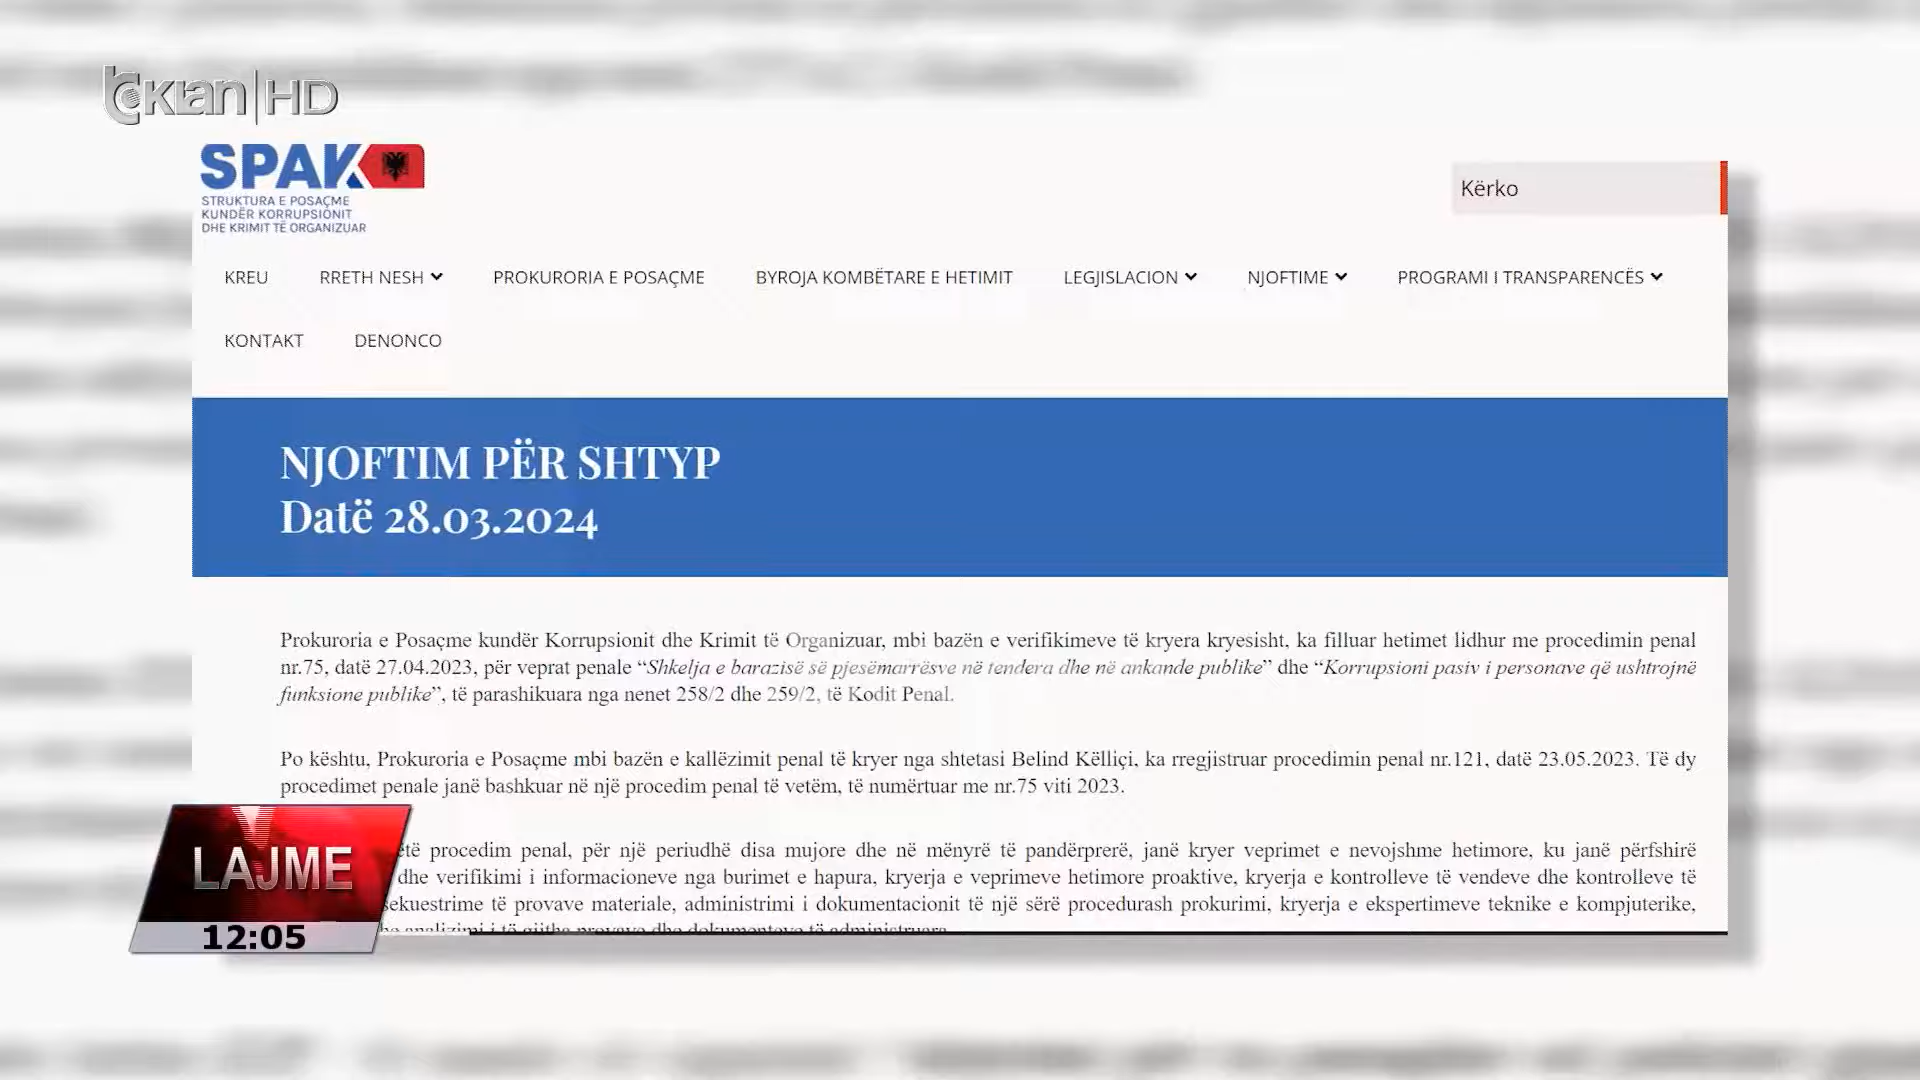 tvklan|HD
SPAK
STRUKTURA E POSAÇME
KUNDËR KORRUPSIONIT
DHE KRIMIT TË ORGANIZUAR
Kërko
KREU RRETH NESH PROKURORIA E POSAÇME BYROJA KOMBËTARE E HETIMIT LEGJISLACION NJOFTIME PROGRAMI I TRANSPARENCËS
KONTAKT DENONCO
NJOFTIM PËR SHTYP
Datë 28.03.2024
Prokuroria e Posaçme kundër Korrupsionit dhe Krimit të Organizuar, mbi bazën e verifikimeve të kryera kryesisht, ka filluar hetimet lidhur me procedimin penal
nr.75, datë 27.04.2023, për veprat penale “Shkelja e barazisë së pjesëmarrësve në tendera dhe në ankande publike” dhe “Korrupsioni pasiv i personave që ushtrojnë
funksione publike”, të parashikuara nga nenet 258/2 dhe 259/2, të Kodit Penal.
Po kështu, Prokuroria e Posaçme mbi bazën e kallëzimit penal të kryer nga shtetasi Belind Këlliçi, ka rregjistruar procedimin penal nr.121, datë 23.05.2023. Të dy
procedimet penale janë bashkuar në një procedim penal të vetëm, të numërtuar me nr.75 viti 2023.
procedim penal, për një periudhë disa mujore dhe në mënyrë të pandërprerë, janë kryer veprimet e nevojshme hetimore, ku janë përfshirë
dhe verifikimi i informacioneve nga burimet e hapura, kryerja e veprimeve hetimore proaktive, kryerja e kontrolleve të vendeve dhe kontrolleve të
sekuestrime të provave materiale, administrimi i dokumentacionit të një sërë procedurash prokurimi, kryerja e ekspertimeve teknike e kompjuterike,
analizimi i të gjitha provave dhe dokumenteve të administruara
LAJME
12:05